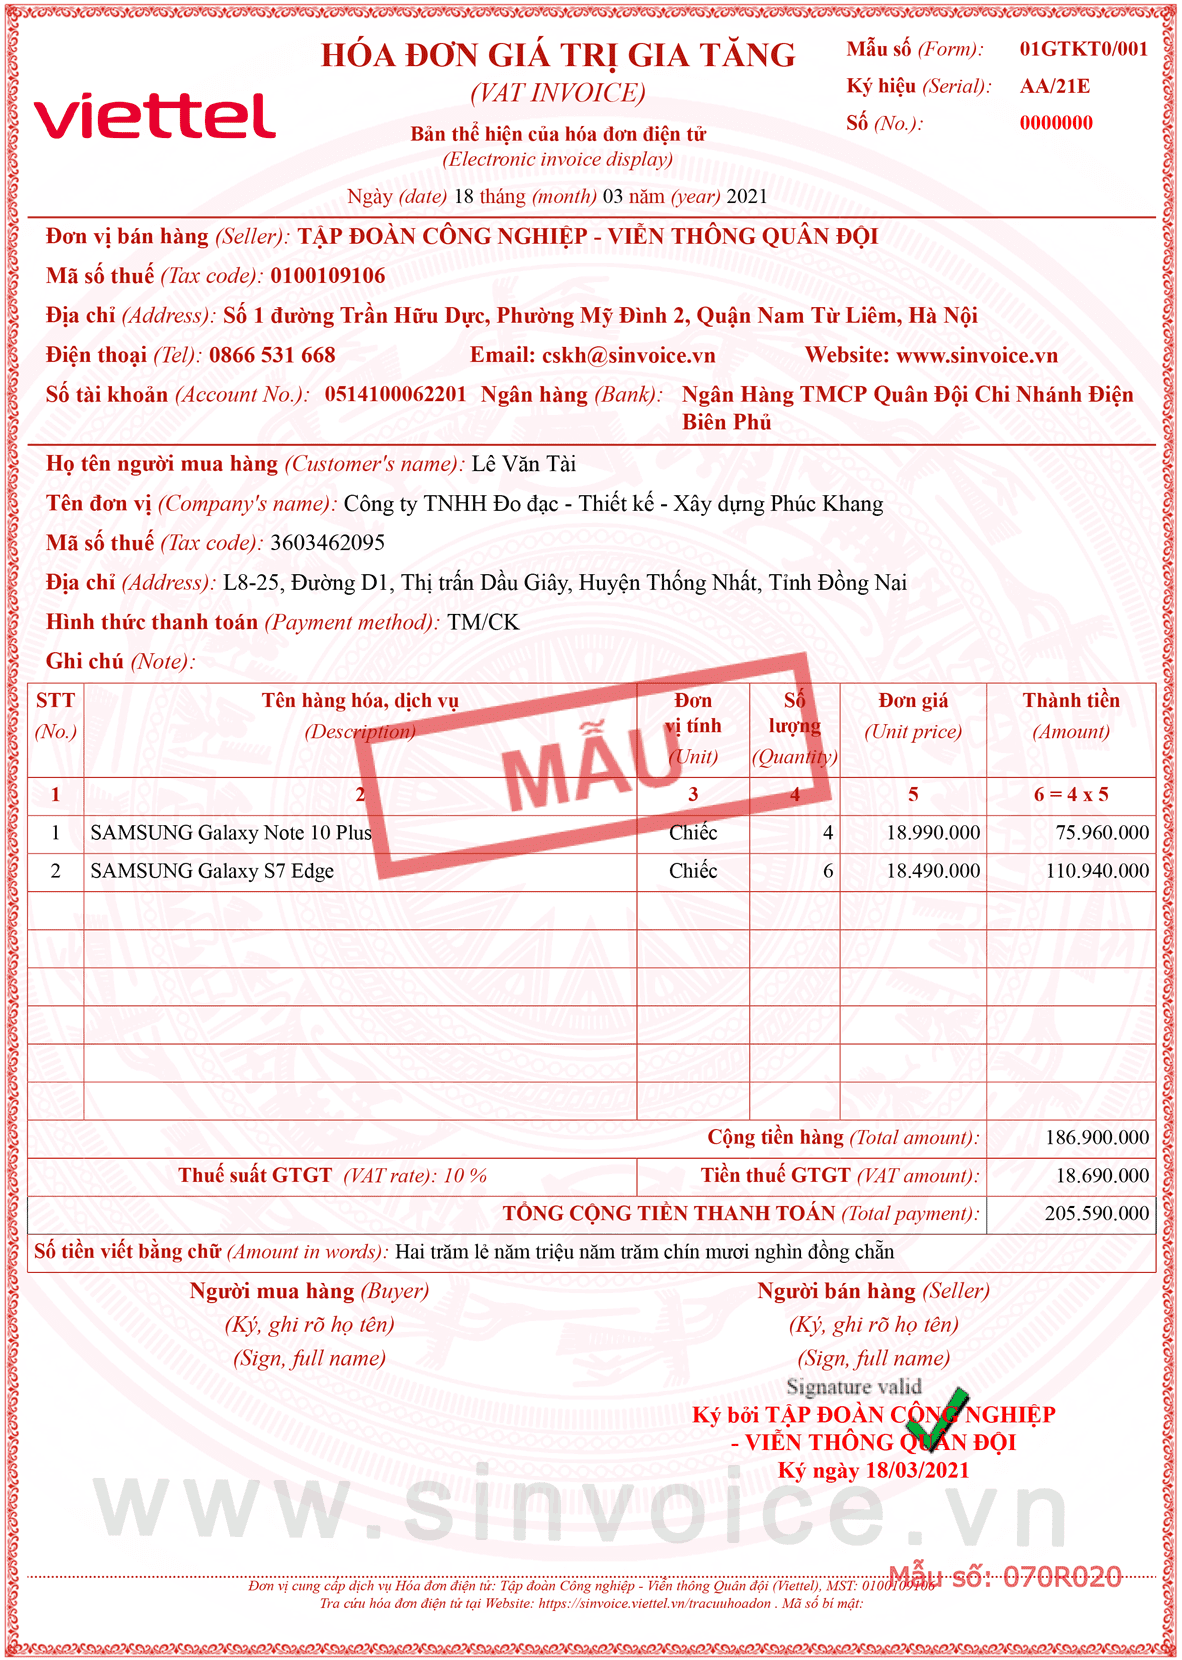 viettel
HÓA ĐƠN GIÁ TRỊ GIA TĂNG
(VAT INVOICE)
Bản thể hiện của hóa đơn điện tử
(Electronic invoice display)
Ngày (date) 18 tháng (month) 03 năm (year) 2021
Mẫu số (Form): 01GTKT0/001
Ký hiệu (Serial): AA/21E
Số (No.): 0000000
Đơn vị bán hàng (Seller): TẬP ĐOÀN CÔNG NGHIỆP - VIỄN THÔNG QUÂN ĐỘI
Mã số thuế (Tax code): 0100109106
Địa chỉ (Address): Số 1 đường Trần Hữu Dực, Phường Mỹ Đình 2, Quận Nam Từ Liêm, Hà Nội
Điện thoại (Tel): 0866 531 668 Email: cskh@sinvoice.vn Website: www.sinvoice.vn
Số tài khoản (Account No.): 0514100062201 Ngân hàng (Bank): Ngân Hàng TMCP Quân Đội Chi Nhánh Điện
Biên Phủ
Họ tên người mua hàng (Customer's name): Lê Văn Tài
Tên đơn vị (Company's name): Công ty TNHH Đo đạc - Thiết kế - Xây dựng Phúc Khang
Mã số thuế (Tax code): 3603462095
Địa chỉ (Address): L8-25, Đường D1, Thị trấn Dầu Giây, Huyện Thống Nhất, Tỉnh Đồng Nai
Hình thức thanh toán (Payment method): TM/CK
Ghi chú (Note):
STT Tên hàng hóa, dịch vụ Đơn Số Đơn giá Thành tiền
vị tính lượng
(No.) (Description) (Unit) (Quantity) (Unit price) (Amount)
MẪU
1 2 3 4 5 6 = 4 x 5
1 SAMSUNG Galaxy Note 10 Plus Chiếc 4 18.990.000 75.960.000
2 SAMSUNG Galaxy S7 Edge Chiếc 6 18.490.000 110.940.000
Cộng tiền hàng (Total amount): 186.900.000
Thuế suất GTGT (VAT rate): 10 % Tiền thuế GTGT (VAT amount): 18.690.000
TỔNG CỘNG TIỀN THANH TOÁN (Total payment): 205.590.000
Số tiền viết bằng chữ (Amount in words): Hai trăm lẻ năm triệu năm trăm chín mươi nghìn đồng chẵn
Người mua hàng (Buyer) Người bán hàng (Seller)
(Ký, ghi rõ họ tên) (Ký, ghi rõ họ tên)
(Sign, full name) (Sign, full name)
Signature valid
Ký bởi TẬP ĐOÀN CÔNG NGHIỆP
- VIỄN THÔNG QUÂN ĐỘI
Ký ngày 18/03/2021
www.sinvoice.vn
Mẫu số: 070R020
Đơn vị cung cấp dịch vụ Hóa đơn điện tử: Tập đoàn Công nghiệp - Viễn thông Quân đội (Viettel), MST: 0100109106
Tra cứu hóa đơn điện tử tại Website: https://sinvoice.viettel.vn/tracuuhoadon . Mã số bí mật: